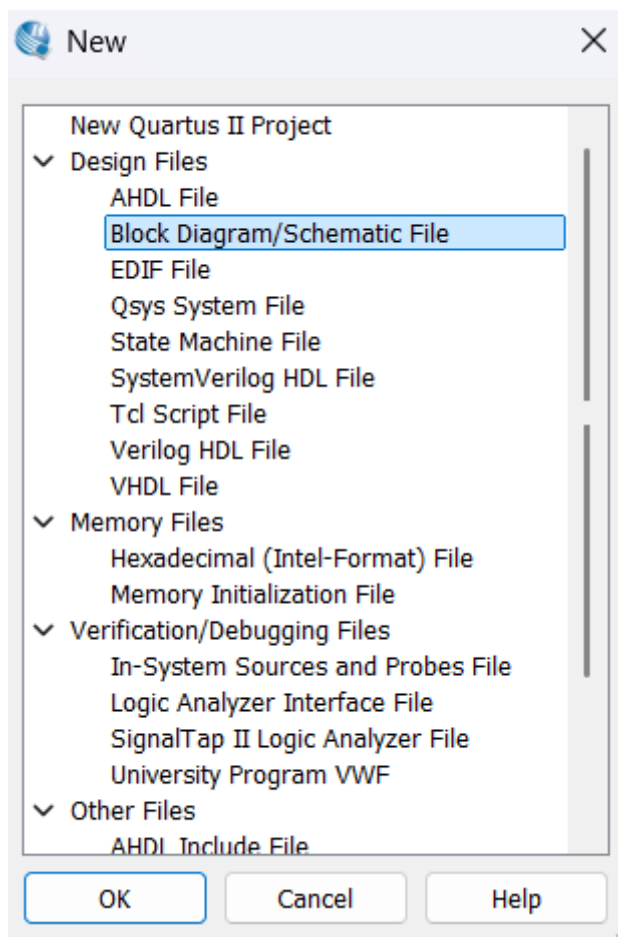 New
New Quartus II Project
Design Files
AHDL File
Block Diagram/Schematic File
EDIF File
Qsys System File
State Machine File
SystemVerilog HDL File
Tcl Script File
Verilog HDL File
VHDL File
Memory Files
Hexadecimal (Intel-Format) File
Memory Initialization File
Verification/Debugging Files
In-System Sources and Probes File
Logic Analyzer Interface File
SignalTap II Logic Analyzer File
University Program VWF
Other Files
AHDL Include File
OK Cancel Help